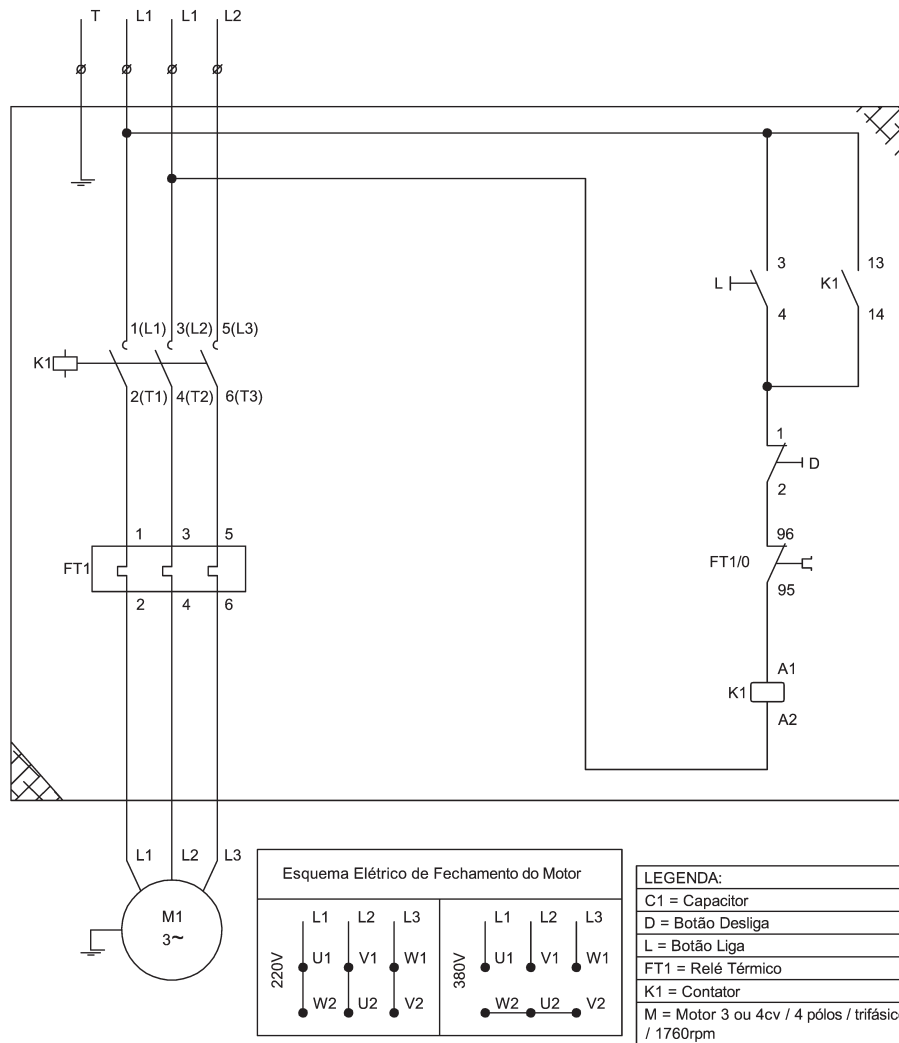 T L1 L1 L2
3 13
L K1
4 14
1(L1) 3(L2) 5(L3)
K1
2(T1) 4(T2) 6(T3)
1
D
2
1 3 5
FT1
2 4 6
96
FT1/0
95
A1
K1
A2
L1 L2 L3
M1
3~
Esquema Elétrico de Fechamento do Motor
220V
L1 L2 L3
U1 V1 W1
W2 U2 V2
380V
L1 L2 L3
U1 V1 W1
W2 U2 V2
LEGENDA:
C1 = Capacitor
D = Botão Desliga
L = Botão Liga
FT1 = Relé Térmico
K1 = Contator
M = Motor 3 ou 4cv / 4 pólos /
/ 1760rpm